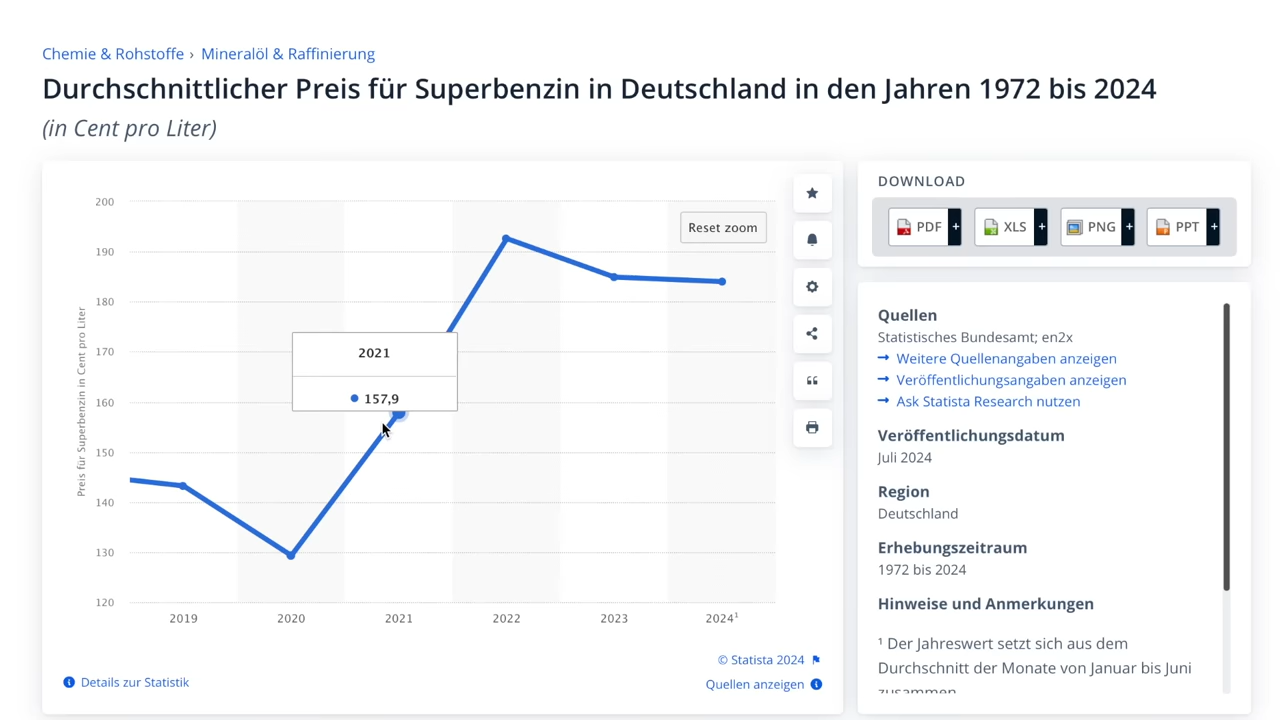 Chemie & Rohstoffe › Mineralöl & Raffinierung
Durchschnittlicher Preis für Superbenzin in Deutschland in den Jahren 1972 bis 2024
(in Cent pro Liter)
Preis für Superbenzin in Cent pro Liter
200
190
180
170
160
150
140
130
120
Reset zoom
2021
157,9
2019
2020
2021
2022
2023
2024¹
© Statista 2024
Details zur Statistik
Quellen anzeigen
DOWNLOAD
PDF +
XLS +
PNG +
PPT +
Quellen
Statistisches Bundesamt; en2x
→ Weitere Quellenangaben anzeigen
→ Veröffentlichungsangaben anzeigen
→ Ask Statista Research nutzen
Veröffentlichungsdatum
Juli 2024
Region
Deutschland
Erhebungszeitraum
1972 bis 2024
Hinweise und Anmerkungen
¹ Der Jahreswert setzt sich aus dem
Durchschnitt der Monate von Januar bis Juni
zusammen